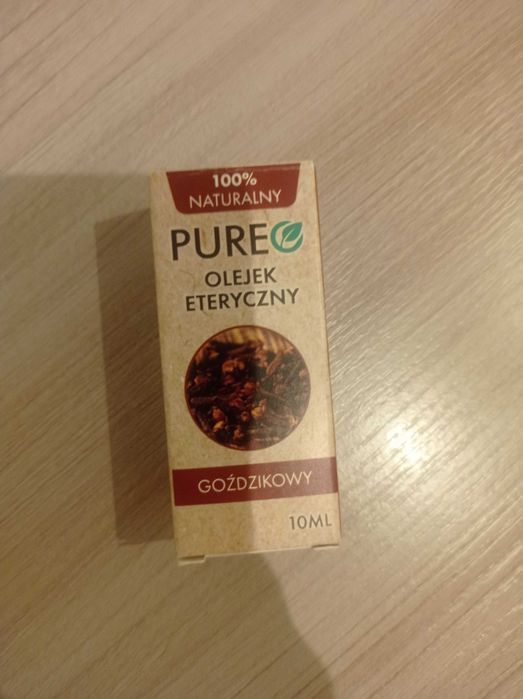 100%
NATURALNY
PURE
OLEJEK
ETERYCZNY
GOŹDZIKOWY
10ML